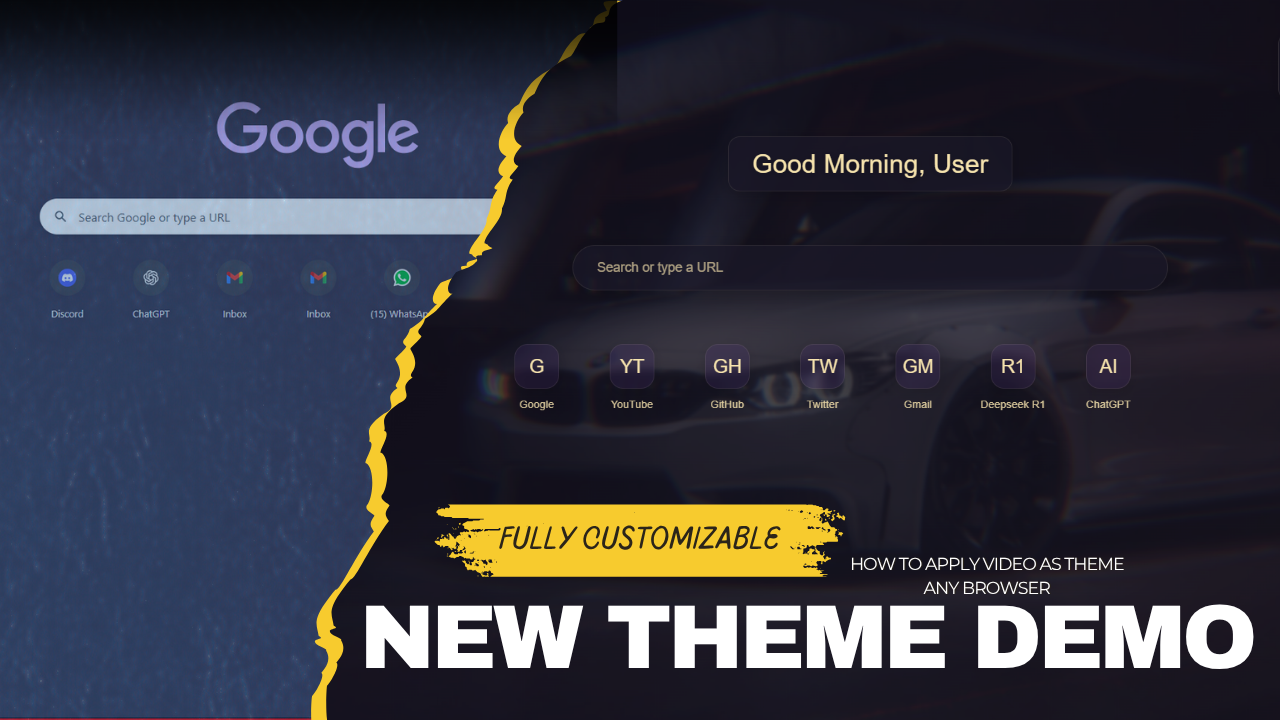 Google
Search Google or type a URL
Discord
ChatGPT
Inbox
Inbox
(15) WhatsAp
Good Morning, User
Search or type a URL
G
YT
GH
TW
GM
R1
AI
Google
YouTube
GitHub
Twitter
Gmail
Deepseek R1
ChatGPT
FULLY CUSTOMIZABLE
HOW TO APPLY VIDEO AS THEME
ANY BROWSER
NEW THEME DEMO